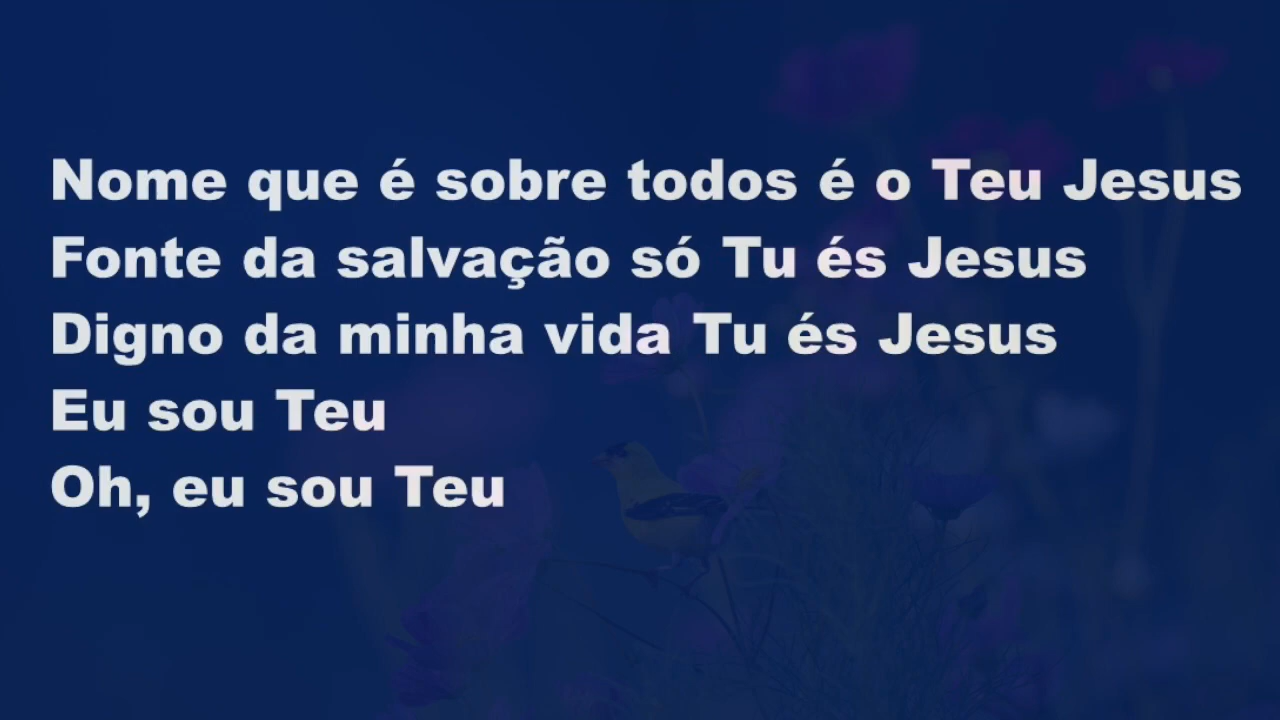 Nome que é sobre todos é o Teu Jesus
Fonte da salvação só Tu és Jesus
Digno da minha vida Tu és Jesus
Eu sou Teu
Oh, eu sou Teu